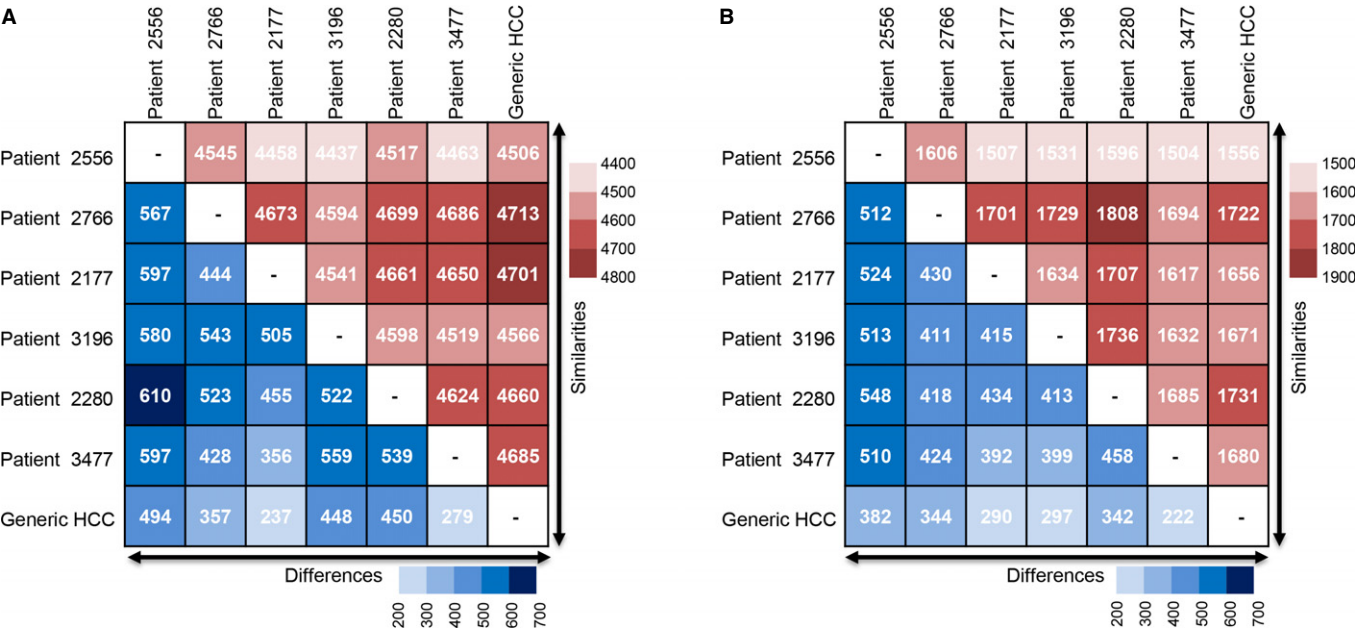 A
Patient 2556
Patient 2766
Patient 2177
Patient 3196
Patient 2280
Patient 3477
Generic HCC
Patient 2556 - 4545 4458 4437 4517 4463 4506
Patient 2766 567 - 4673 4594 4699 4686 4713
Patient 2177 597 444 - 4541 4661 4650 4701
Patient 3196 580 543 505 - 4598 4519 4566
Patient 2280 610 523 455 522 - 4624 4660
Patient 3477 597 428 356 559 539 - 4685
Generic HCC 494 357 237 448 450 279 -
4400
4500
4600
4700
4800
Similarities
Differences
200 300 400 500 600 700
B
Patient 2556
Patient 2766
Patient 2177
Patient 3196
Patient 2280
Patient 3477
Generic HCC
Patient 2556 - 1606 1507 1531 1596 1504 1556
Patient 2766 512 - 1701 1729 1808 1694 1722
Patient 2177 524 430 - 1634 1707 1617 1656
Patient 3196 513 411 415 - 1736 1632 1671
Patient 2280 548 418 434 413 - 1685 1731
Patient 3477 510 424 392 399 458 - 1680
Generic HCC 382 344 290 297 342 222 -
1500
1600
1700
1800
1900
Similarities
Differences
200 300 400 500 600 700